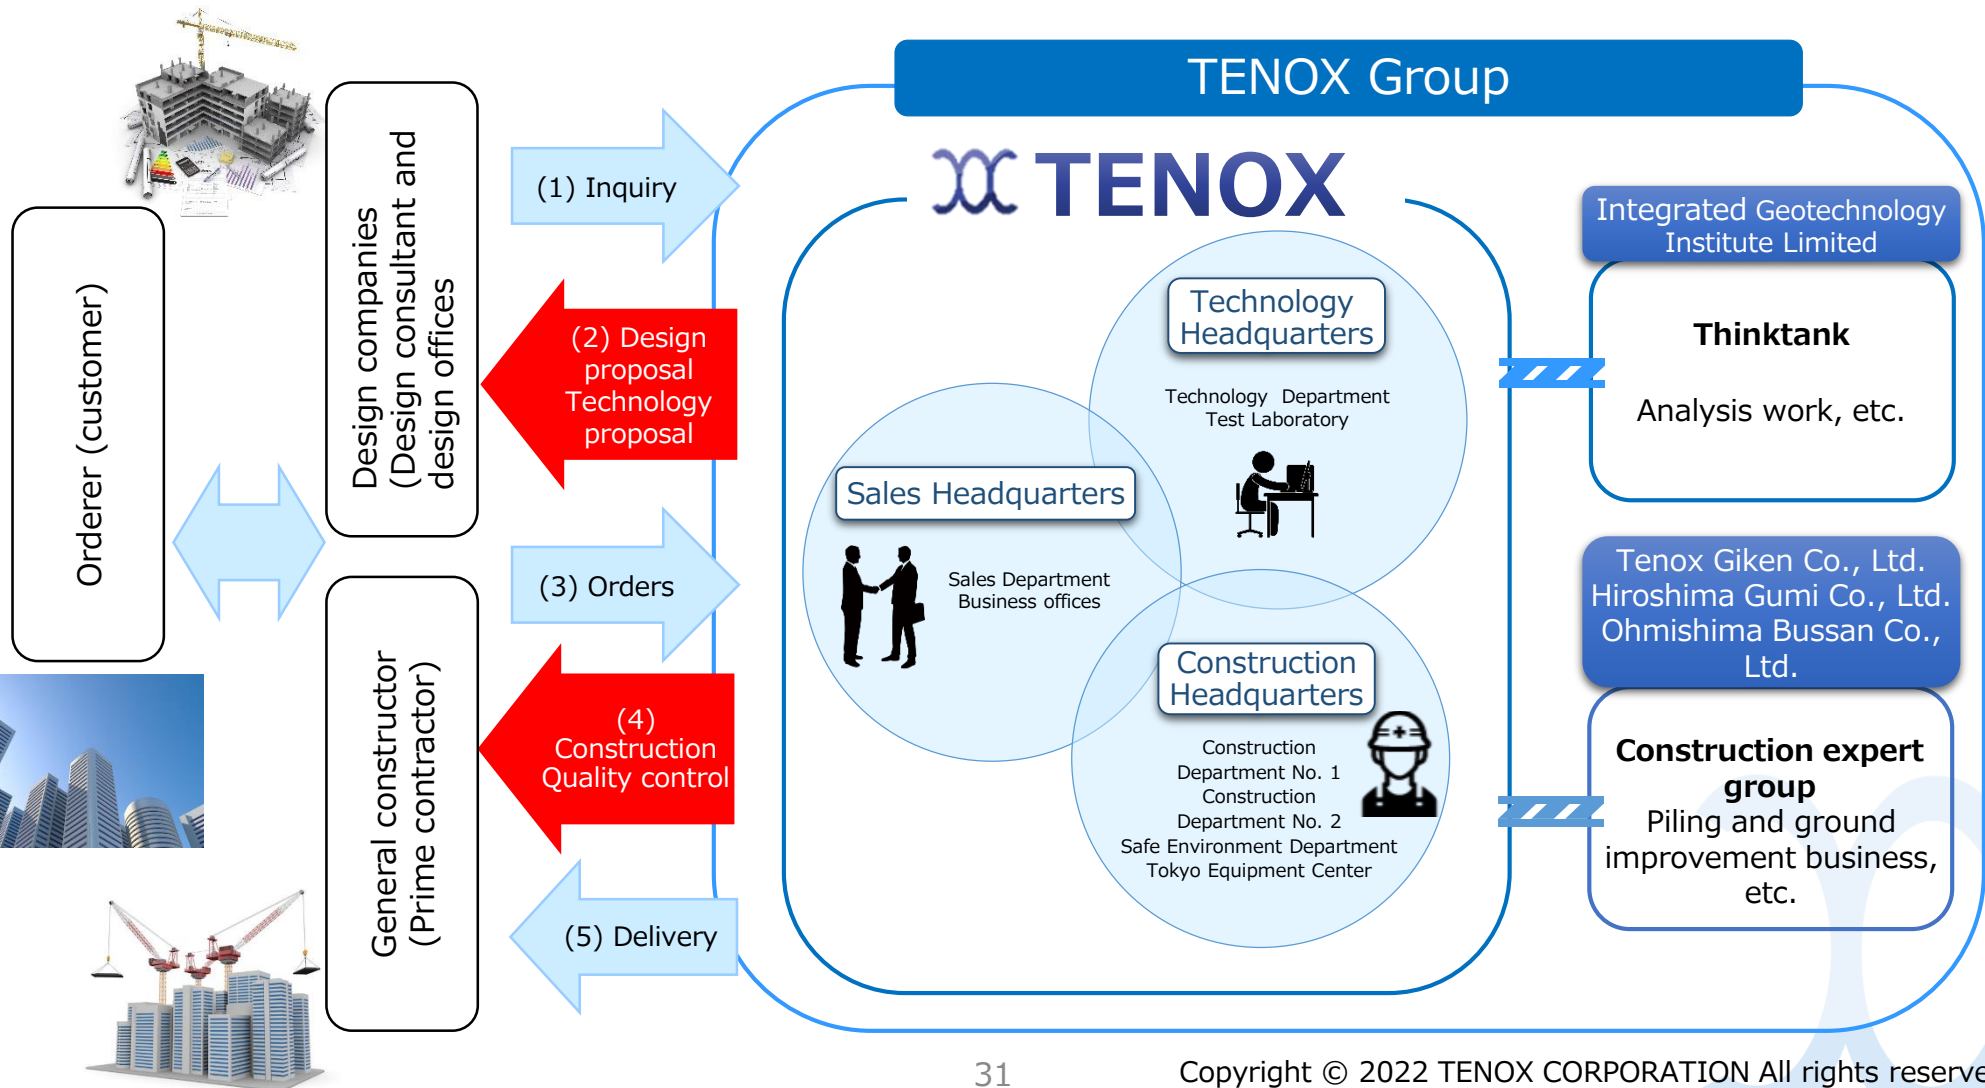 TENOX Group
TENOX
Orderer (customer)
Design companies
(Design consultant and
design offices
General constructor
(Prime contractor)
(1) Inquiry
(2) Design
proposal
Technology
proposal
(3) Orders
(4)
Construction
Quality control
(5) Delivery
Technology
Headquarters
Technology Department
Test Laboratory
Sales Headquarters
Sales Department
Business offices
Construction
Headquarters
Construction
Department No. 1
Construction
Department No. 2
Safe Environment Department
Tokyo Equipment Center
Integrated Geotechnology
Institute Limited
Thinktank
Analysis work, etc.
Tenox Giken Co., Ltd.
Hiroshima Gumi Co., Ltd.
Ohmishima Bussan Co.,
Ltd.
Construction expert
group
Piling and ground
improvement business,
etc.
31
Copyright © 2022 TENOX CORPORATION All rights reserve